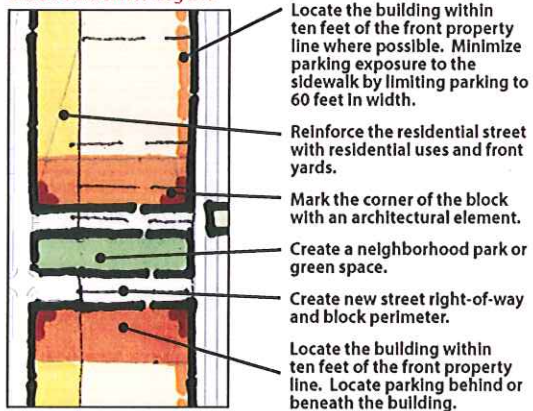 Locate the building within
ten feet of the front property
line where possible. Minimize
parking exposure to the
sidewalk by limiting parking to
60 feet in width.
Reinforce the residential street
with residential uses and front
yards.
Mark the corner of the block
with an architectural element.
Create a neighborhood park or
green space.
Create new street right-of-way
and block perimeter.
Locate the building within
ten feet of the front property
line. Locate parking behind or
beneath the building.